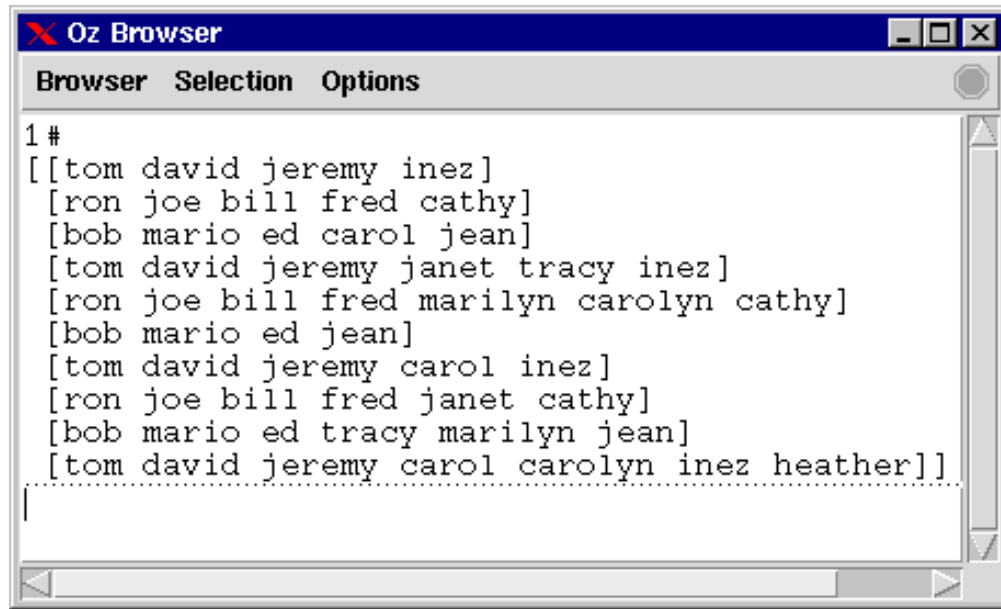 Oz Browser
Browser Selection Options
1#
[[tom david jeremy inez]
[ron joe bill fred cathy]
[bob mario ed carol jean]
[tom david jeremy janet tracy inez]
[ron joe bill fred marilyn carolyn cathy]
[bob mario ed jean]
[tom david jeremy carol inez]
[ron joe bill fred janet cathy]
[bob mario ed tracy marilyn jean]
[tom david jeremy carol carolyn inez heather]]